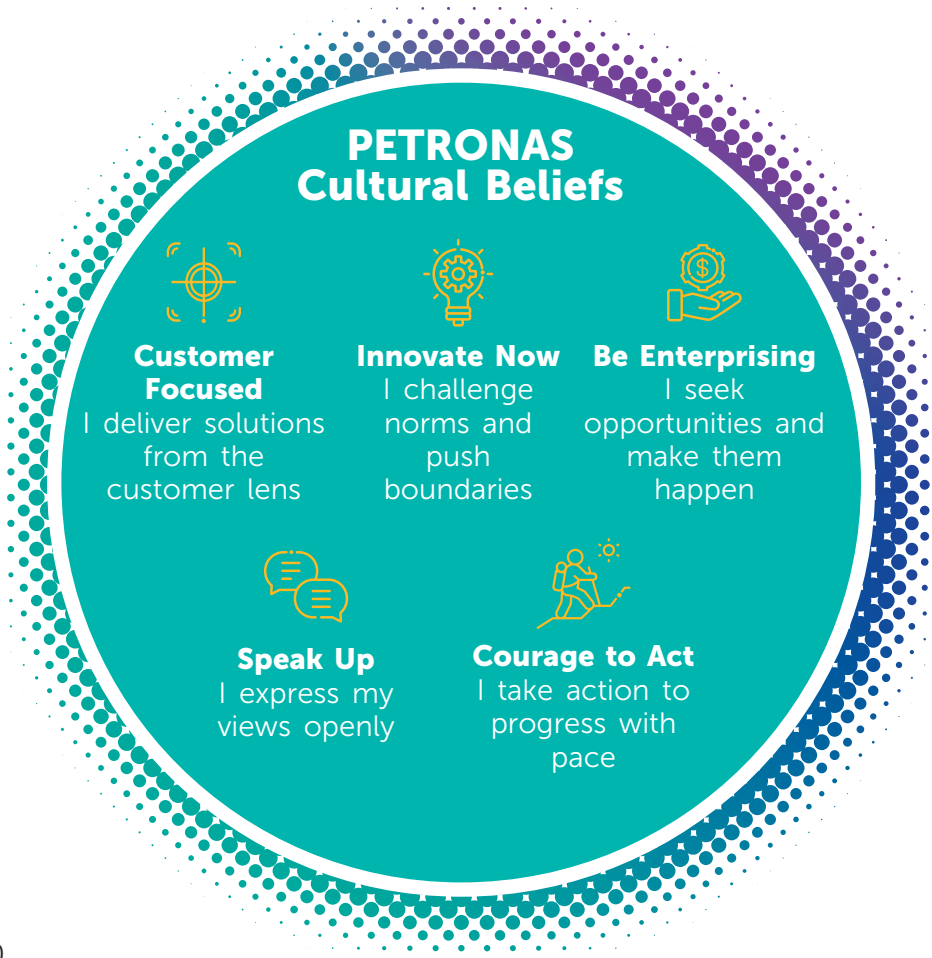 PETRONAS
Cultural Beliefs
Customer
Focused
I deliver solutions
from the
customer lens
Innovate Now
I challenge
norms and
push
boundaries
Be Enterprising
I seek
opportunities and
make them
happen
$
Speak Up
I express my
views openly
Courage to Act
I take action to
progress with
pace